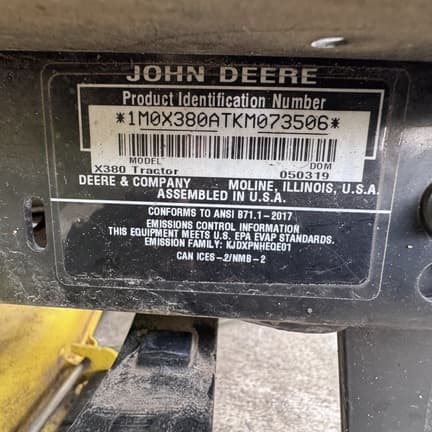 JOHN DEERE
Product Identification Number
*1M0X380ATKM073506*
MODEL DOM
X380 Tractor 050319
DEERE & COMPANY MOLINE, ILLINOIS, U.S.A.
ASSEMBLED IN U.S.A.
CONFORMS TO ANSI B71.1-2017
EMISSIONS CONTROL INFORMATION
THIS EQUIPMENT MEETS U.S. EPA EVAP STANDARDS.
EMISSION FAMILY: KJDXPNHEQE01
CAN ICES-2/NMB-2